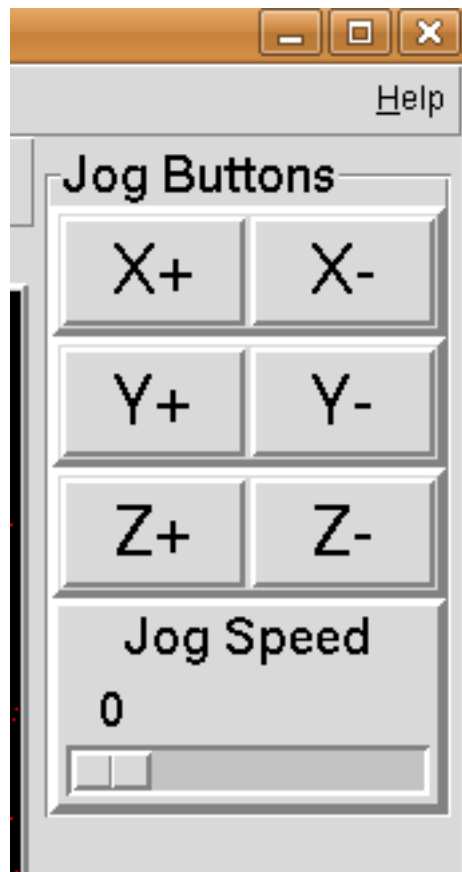 Help
Jog Buttons
X+ X-
Y+ Y-
Z+ Z-
Jog Speed
0